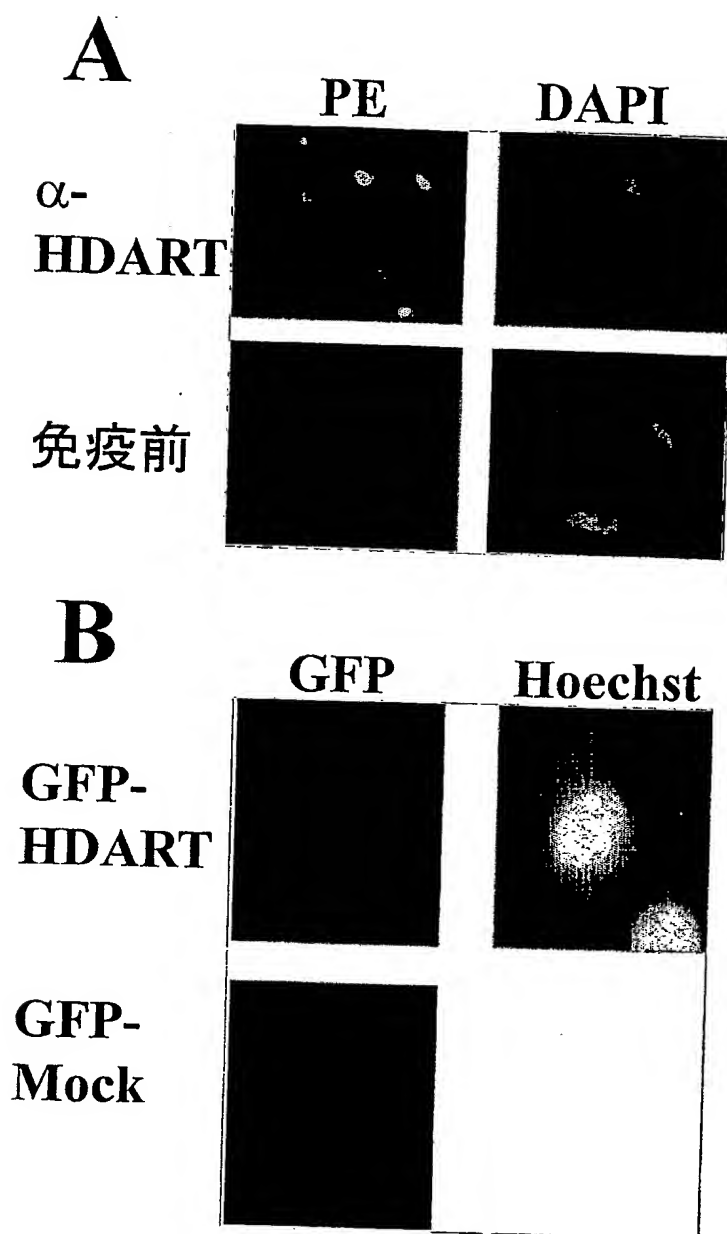 A
PE DAPI
α-
HDART
免疫前
B
GFP Hoechst
GFP-
HDART
GFP-
Mock